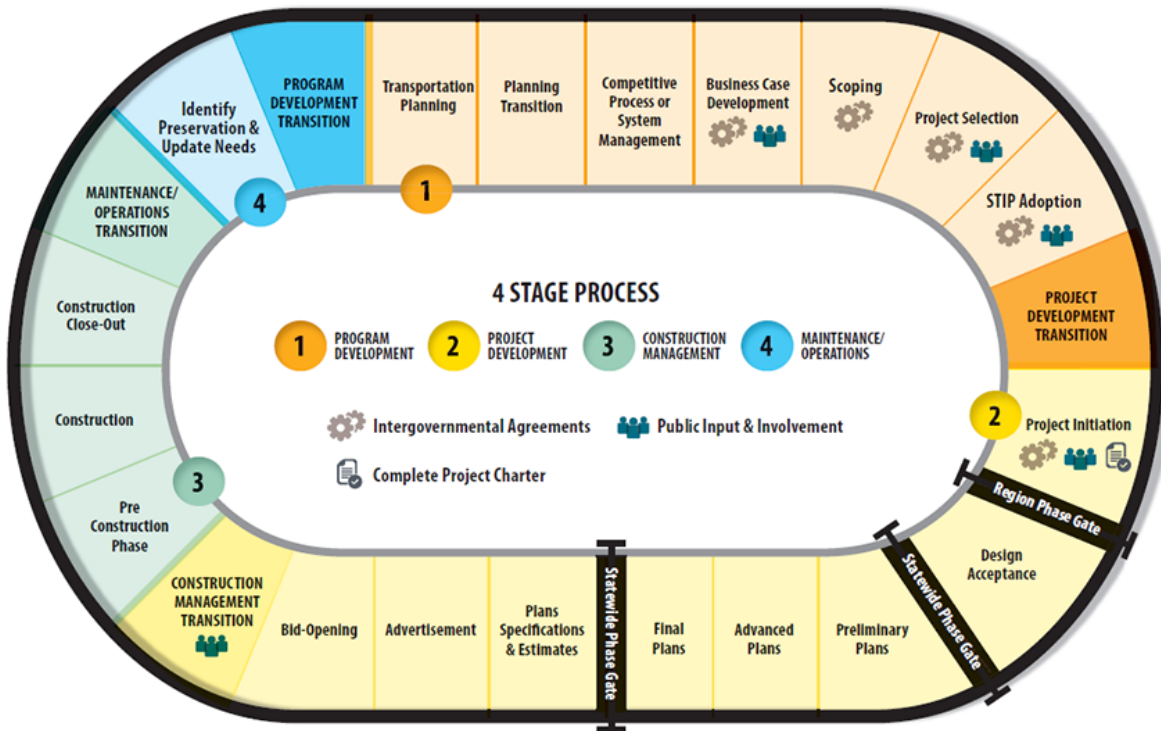 Identify
Preservation &
Update Needs
PROGRAM
DEVELOPMENT
TRANSITION
Transportation
Planning
Planning
Transition
Competitive
Process or
System
Management
Business Case
Development
Scoping
Project Selection
STIP Adoption
PROJECT
DEVELOPMENT
TRANSITION
1
4
MAINTENANCE/
OPERATIONS
TRANSITION
Construction
Close-Out
Construction
3
Pre
Construction
Phase
4 STAGE PROCESS
1 PROGRAM
DEVELOPMENT
2 PROJECT
DEVELOPMENT
3 CONSTRUCTION
MANAGEMENT
4 MAINTENANCE/
OPERATIONS
Intergovernmental Agreements
Public Input & Involvement
Complete Project Charter
2
Project Initiation
Region Phase Gate
Design
Acceptance
Statewide Phase Gate
Preliminary
Plans
Advanced
Plans
Final
Plans
Statewide Phase Gate
Plans
Specifications
& Estimates
Advertisement
Bid-Opening
CONSTRUCTION
MANAGEMENT
TRANSITION